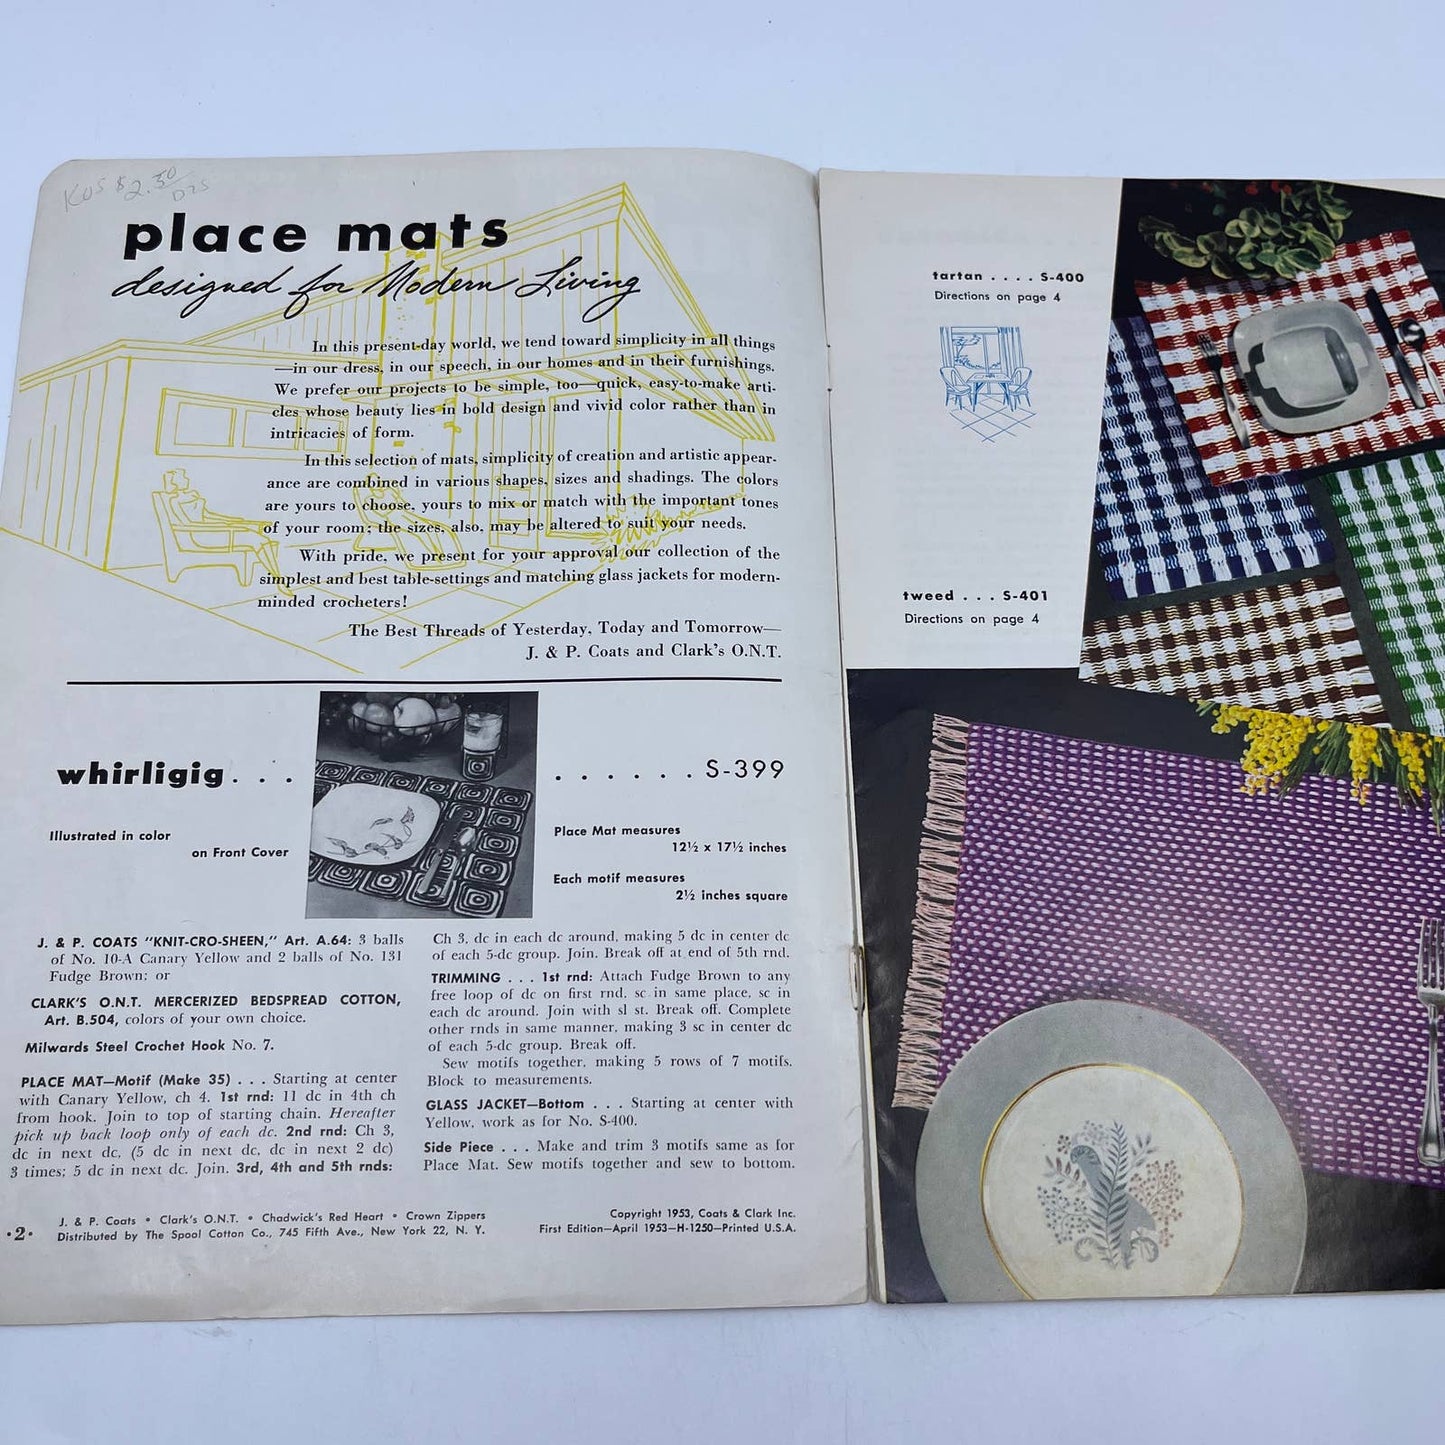 KOS $2.50
D25
place mats
designed for Modern Living
In this present-day world, we tend toward simplicity in all things
—in our dress, in our speech, in our homes and in their furnishings.
We prefer our projects to be simple, too—quick, easy-to-make arti-
cles whose beauty lies in bold design and vivid color rather than in
intricacies of form.
In this selection of mats, simplicity of creation and artistic appear-
ance are combined in various shapes, sizes and shadings. The colors
are yours to choose, yours to mix or match with the important tones
of your room; the sizes, also, may be altered to suit your needs.
With pride, we present for your approval our collection of the
simplest and best table-settings and matching glass jackets for modern-
minded crocheters!
The Best Threads of Yesterday, Today and Tomorrow—
J. & P. Coats and Clark's O.N.T.
whirligig . . . . . . . . . S-399
Illustrated in color
on Front Cover
Place Mat measures
12½ x 17½ inches
Each motif measures
2½ inches square
J. & P. COATS "KNIT-CRO-SHEEN," Art. A.64: 3 balls
of No. 10-A Canary Yellow and 2 balls of No. 131
Fudge Brown; or
CLARK'S O.N.T. MERCERIZED BEDSPREAD COTTON,
Art. B.504, colors of your own choice.
Milwards Steel Crochet Hook No. 7.
PLACE MAT—Motif (Make 35) . . . Starting at center
with Canary Yellow, ch 4. 1st rnd: 11 dc in 4th ch
from hook. Join to top of starting chain. Hereafter
pick up back loop only of each dc. 2nd rnd: Ch 3,
dc in next dc, (5 dc in next dc, dc in next 2 dc)
3 times; 5 dc in next dc. Join. 3rd, 4th and 5th rnds:
Ch 3, dc in each dc around, making 5 dc in center dc
of each 5-dc group. Join. Break off at end of 5th rnd.
TRIMMING . . . 1st rnd: Attach Fudge Brown to any
free loop of dc on first rnd, sc in same place, sc in
each dc around. Join with sl st. Break off. Complete
other rnds in same manner, making 3 sc in center dc
of each 5-dc group. Break off.
Sew motifs together, making 5 rows of 7 motifs.
Block to measurements.
GLASS JACKET—Bottom . . . Starting at center with
Yellow, work as for No. S-400.
Side Piece . . . Make and trim 3 motifs same as for
Place Mat. Sew motifs together and sew to bottom.
•2•
J. & P. Coats • Clark's O.N.T. • Chadwick's Red Heart • Crown Zippers
Distributed by The Spool Cotton Co., 745 Fifth Ave., New York 22, N. Y.
Copyright 1953, Coats & Clark Inc.
First Edition—April 1953—H-1250—Printed U.S.A.
tartan . . . . S-400
Directions on page 4
tweed . . . S-401
Directions on page 4